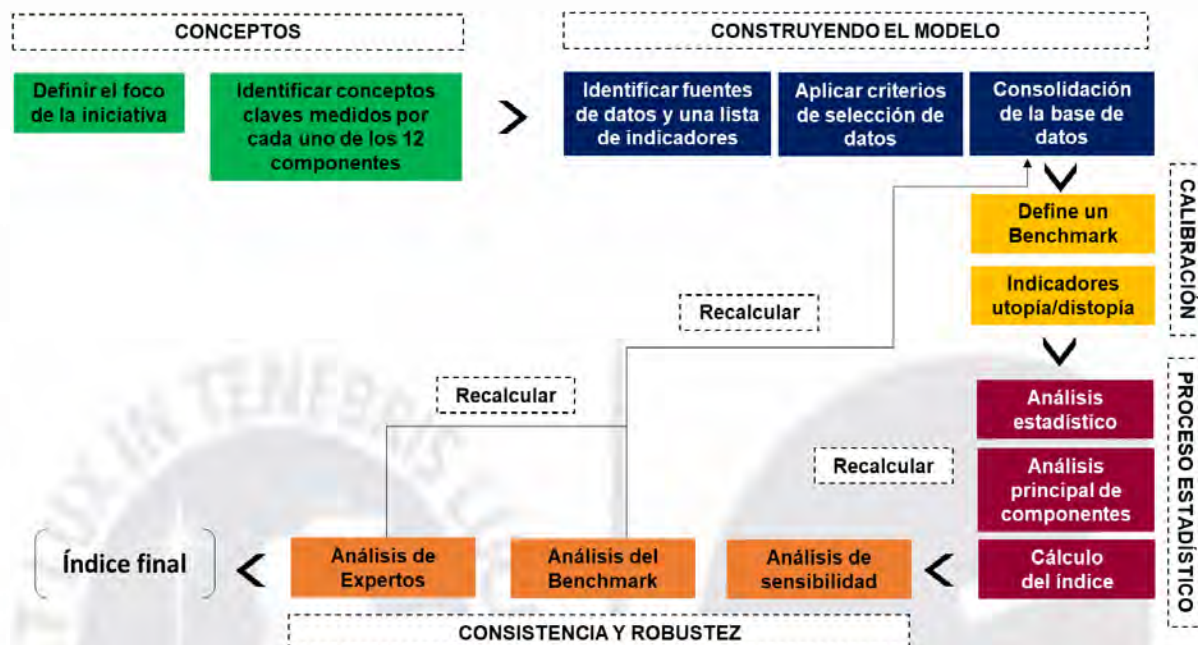 CONCEPTOS
CONSTRUYENDO EL MODELO
Definir el foco
de la iniciativa
Identificar conceptos
claves medidos por
cada uno de los 12
componentes
Identificar fuentes
de datos y una lista
de indicadores
Aplicar criterios
de selección de
datos
Consolidación
de la base de
datos
CALIBRACIÓN
Define un
Benchmark
Indicadores
utopía/distopía
Recalcular
Recalcular
PROCESO ESTADÍSTICO
Análisis
estadístico
Recalcular
Análisis
principal de
componentes
Índice final
Análisis de
Expertos
Análisis del
Benchmark
Análisis de
sensibilidad
Cálculo
del índice
CONSISTENCIA Y ROBUSTEZ
LUX IN TENEBRIS